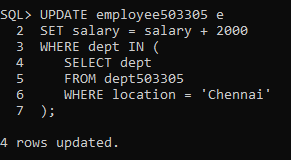 SQL> UPDATE employee503305 e
  2  SET salary = salary + 2000
  3  WHERE dept IN (
  4      SELECT dept
  5      FROM dept503305
  6      WHERE location = 'Chennai'
  7  );
4 rows updated.